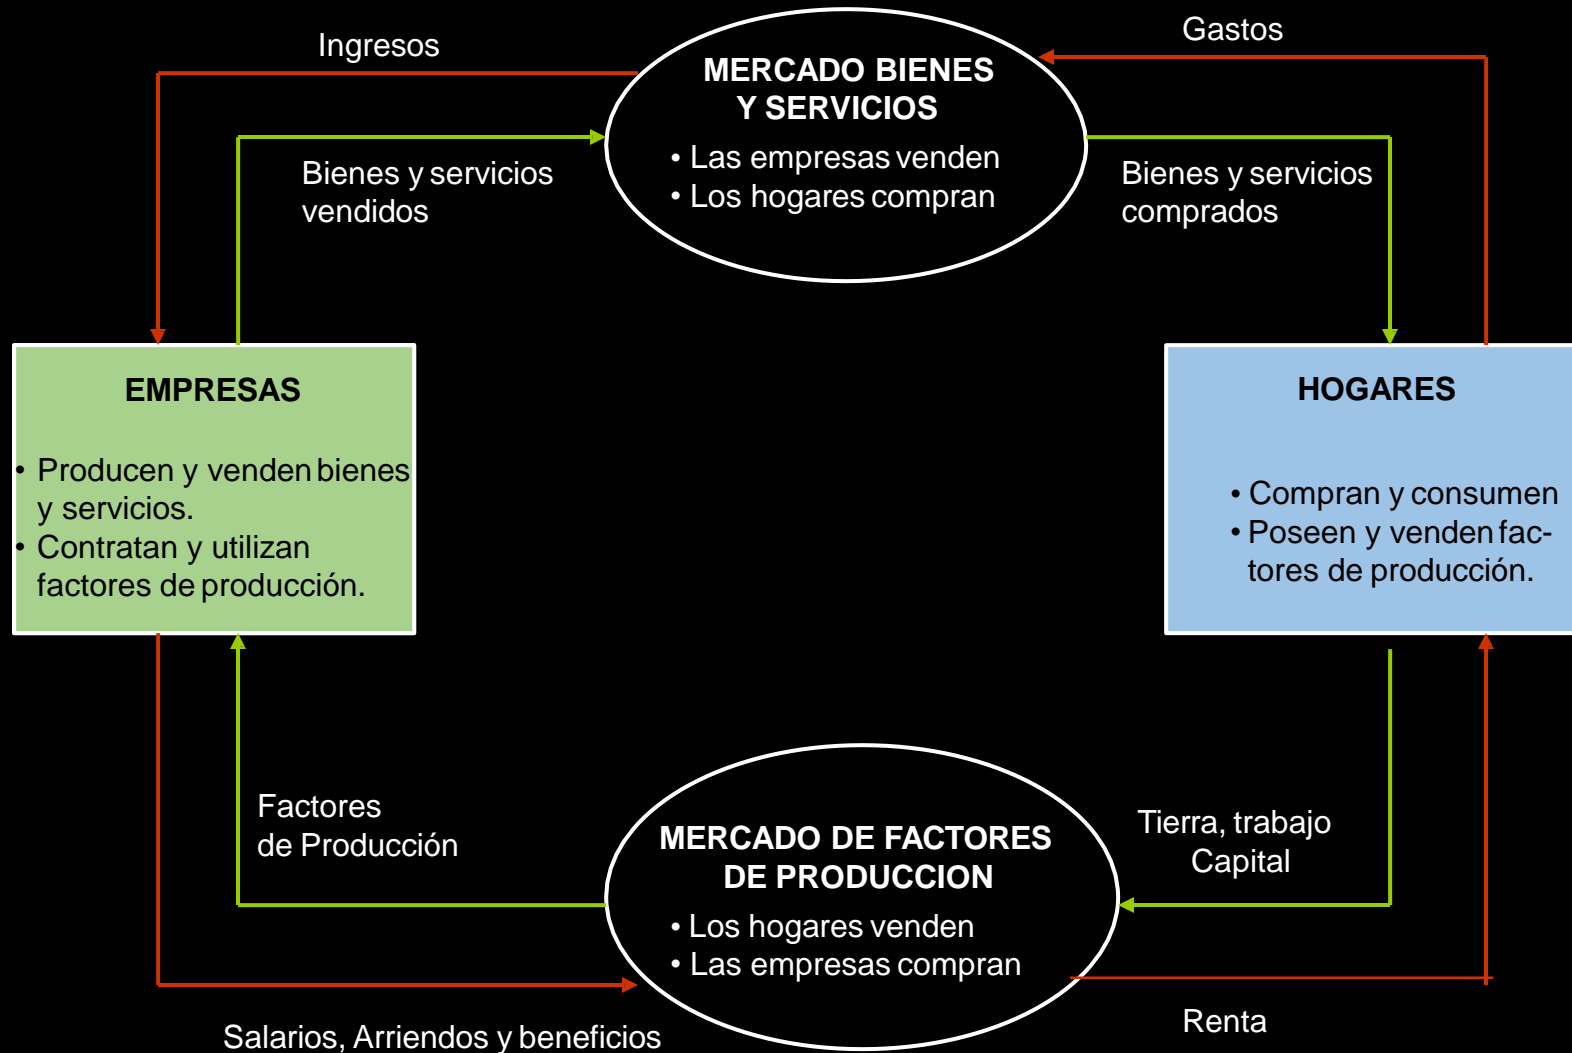 Ingresos
Gastos
MERCADO BIENES
Y SERVICIOS
• Las empresas venden
• Los hogares compran
Bienes y servicios
vendidos
Bienes y servicios
comprados
EMPRESAS
• Producen y venden bienes
y servicios.
• Contratan y utilizan
factores de producción.
HOGARES
• Compran y consumen
• Poseen y venden fac-
tores de producción.
Factores
de Producción
MERCADO DE FACTORES
DE PRODUCCION
• Los hogares venden
• Las empresas compran
Tierra, trabajo
Capital
Salarios, Arriendos y beneficios
Renta